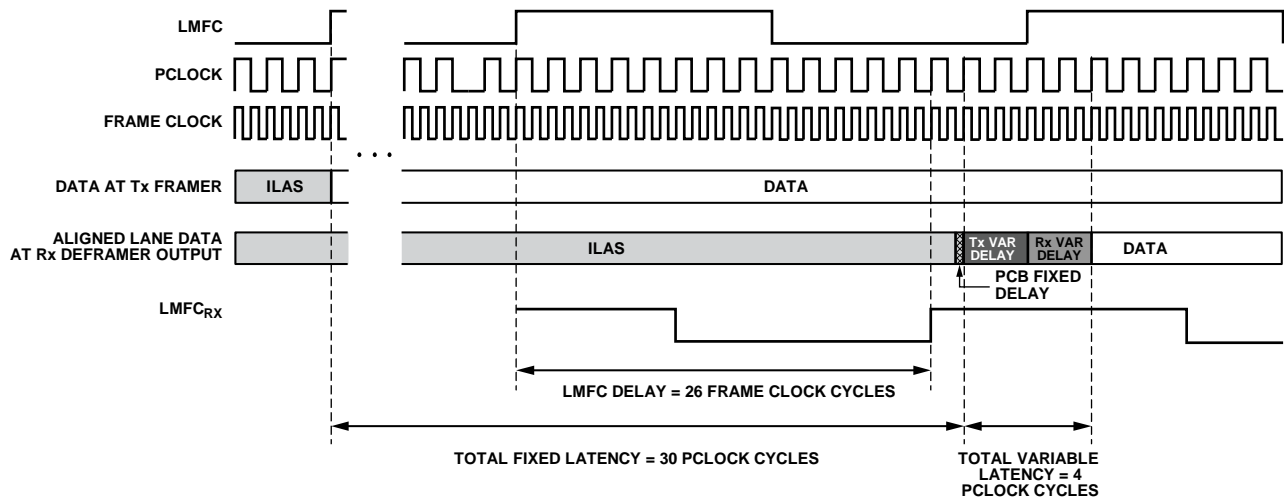 LMFC
PCLOCK
FRAME CLOCK
. . .
DATA AT Tx FRAMER
ILAS
DATA
ALIGNED LANE DATA
AT Rx DEFRAMER OUTPUT
ILAS
Tx VAR
DELAY
Rx VAR
DELAY
DATA
PCB FIXED
DELAY
LMFCRX
LMFC DELAY = 26 FRAME CLOCK CYCLES
TOTAL FIXED LATENCY = 30 PCLOCK CYCLES
TOTAL VARIABLE
LATENCY = 4
PCLOCK CYCLES